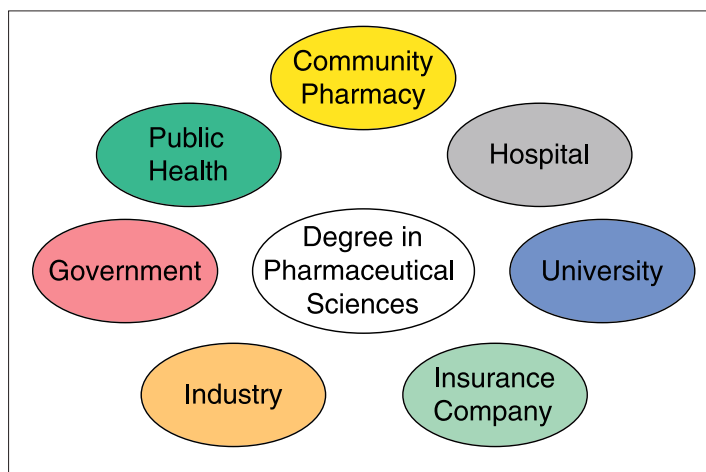 Community
Pharmacy
Public
Health
Hospital
Government
Degree in
Pharmaceutical
Sciences
University
Industry
Insurance
Company